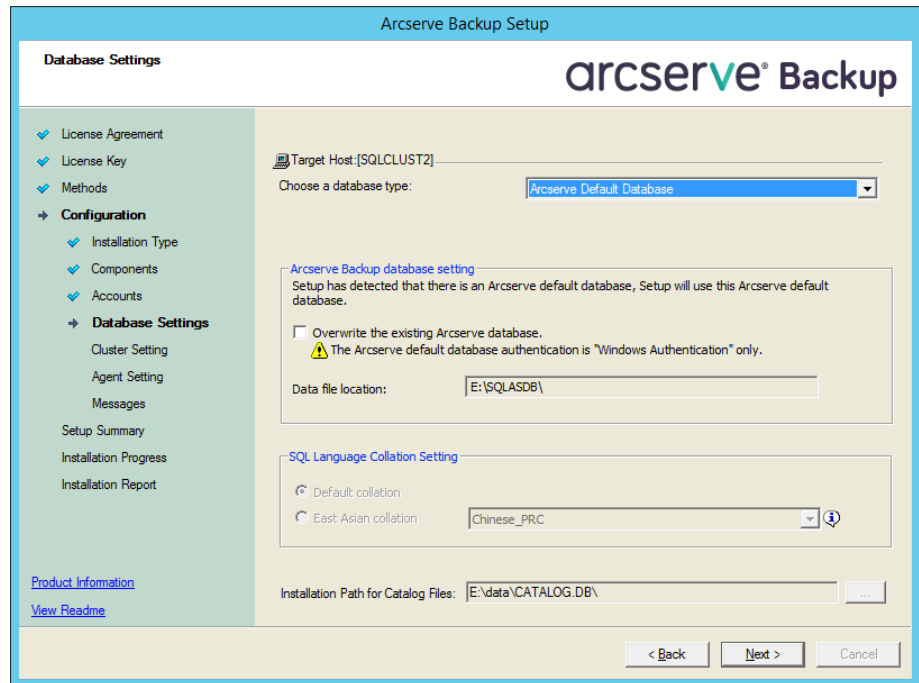 Arcserve Backup Setup
Database Settings
arcserve® Backup
License Agreement
License Key
Methods
Configuration
Installation Type
Components
Accounts
Database Settings
Cluster Setting
Agent Setting
Messages
Setup Summary
Installation Progress
Installation Report
Product Information
View Readme
Target Host:[SQLCLUST2]
Choose a database type:
Arcserve Default Database
Arcserve Backup database setting
Setup has detected that there is an Arcserve default database, Setup will use this Arcserve default
database.
Overwrite the existing Arcserve database.
The Arcserve default database authentication is "Windows Authentication" only.
Data file location:
E:\SQLASDB\
SQL Language Collation Setting
Default collation
East Asian collation
Chinese_PRC
Installation Path for Catalog Files:
E:\data\CATALOG.DB\
...
< Back
Next >
Cancel